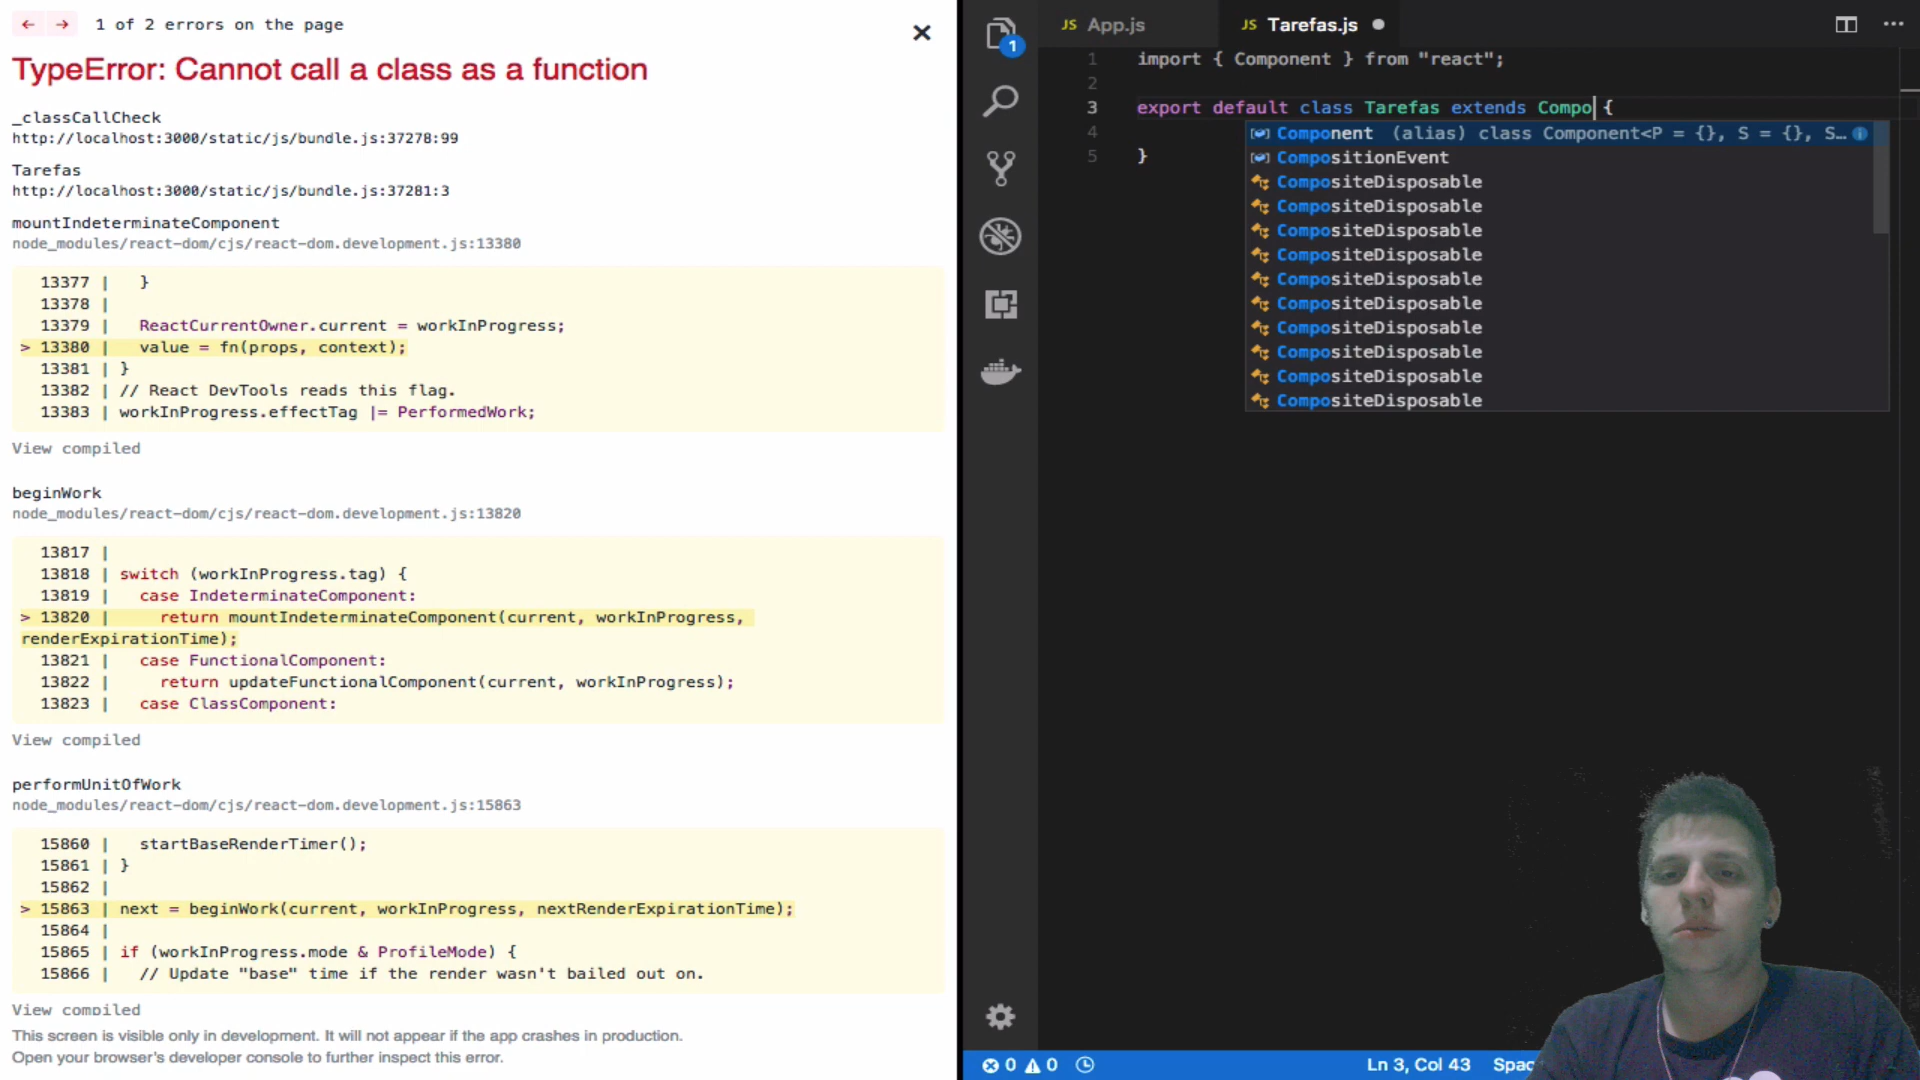 ← → 1 of 2 errors on the page
TypeError: Cannot call a class as a function
_classCallCheck
http://localhost:3000/static/js/bundle.js:37278:99
Tarefas
http://localhost:3000/static/js/bundle.js:37281:3
mountIndeterminateComponent
node_modules/react-dom/cjs/react-dom.development.js:13380
13377 | }
13378 |
13379 | ReactCurrentOwner.current = workInProgress;
> 13380 | value = fn(props, context);
13381 | }
13382 | // React DevTools reads this flag.
13383 | workInProgress.effectTag |= PerformedWork;
View compiled
beginWork
node_modules/react-dom/cjs/react-dom.development.js:13820
13817 |
13818 | switch (workInProgress.tag) {
13819 | case IndeterminateComponent:
> 13820 | return mountIndeterminateComponent(current, workInProgress,
renderExpirationTime);
13821 | case FunctionalComponent:
13822 | return updateFunctionalComponent(current, workInProgress);
13823 | case ClassComponent:
View compiled
performUnitOfWork
node_modules/react-dom/cjs/react-dom.development.js:15863
15860 | startBaseRenderTimer();
15861 | }
15862 |
> 15863 | next = beginWork(current, workInProgress, nextRenderExpirationTime);
15864 |
15865 | if (workInProgress.mode & ProfileMode) {
15866 | // Update "base" time if the render wasn't bailed out on.
View compiled
This screen is visible only in development. It will not appear if the app crashes in production.
Open your browser's developer console to further inspect this error.
1
JS App.js
JS Tarefas.js ●
1 import { Component } from "react";
2
3 export default class Tarefas extends Compo {
4
5 }
Component (alias) class Component<P = {}, S = {}, S…
CompositionEvent
CompositeDisposable
CompositeDisposable
CompositeDisposable
CompositeDisposable
CompositeDisposable
CompositeDisposable
CompositeDisposable
CompositeDisposable
CompositeDisposable
CompositeDisposable
0 0
Ln 3, Col 43
Spac